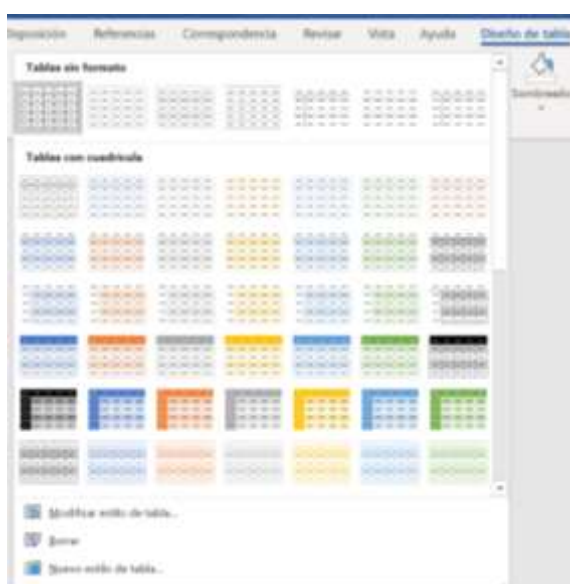 Disposición Referencias Correspondencia Revisar Vista Ayuda Diseño de tabla
Tablas sin formato
Sombreado
Tablas con cuadrícula
Modificar estilo de tabla...
Borrar
Nuevo estilo de tabla...